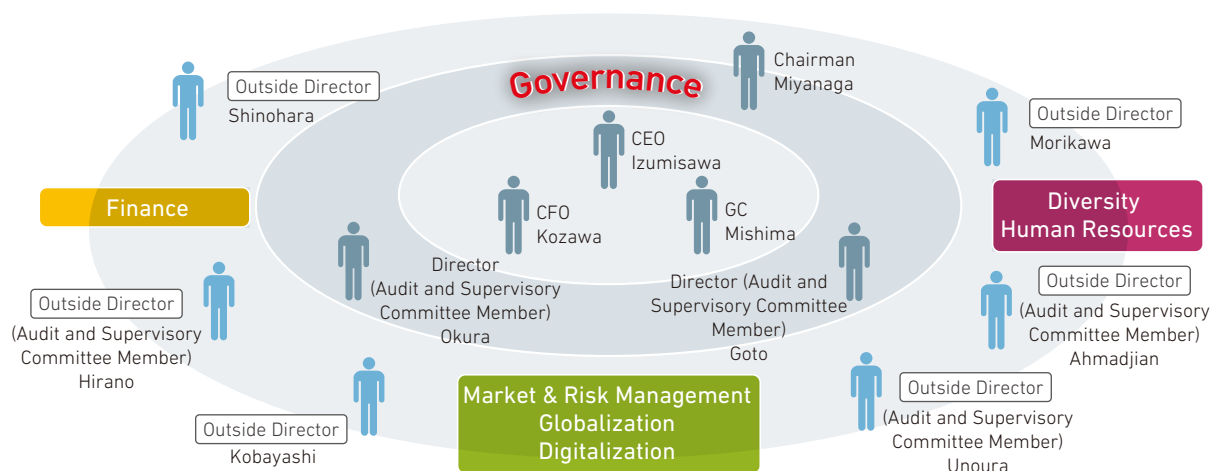 Governance
Chairman
Miyanaga
Outside Director
Shinohara
Outside Director
Morikawa
CEO
Izumisawa
Finance
CFO
Kozawa
GC
Mishima
Diversity
Human Resources
Director
(Audit and Supervisory
Committee Member)
Okura
Director (Audit and
Supervisory Committee
Member)
Goto
Outside Director
(Audit and Supervisory
Committee Member)
Hirano
Outside Director
(Audit and Supervisory
Committee Member)
Ahmadjian
Outside Director
Kobayashi
Market & Risk Management
Globalization
Digitalization
Outside Director
(Audit and Supervisory
Committee Member)
Unoura